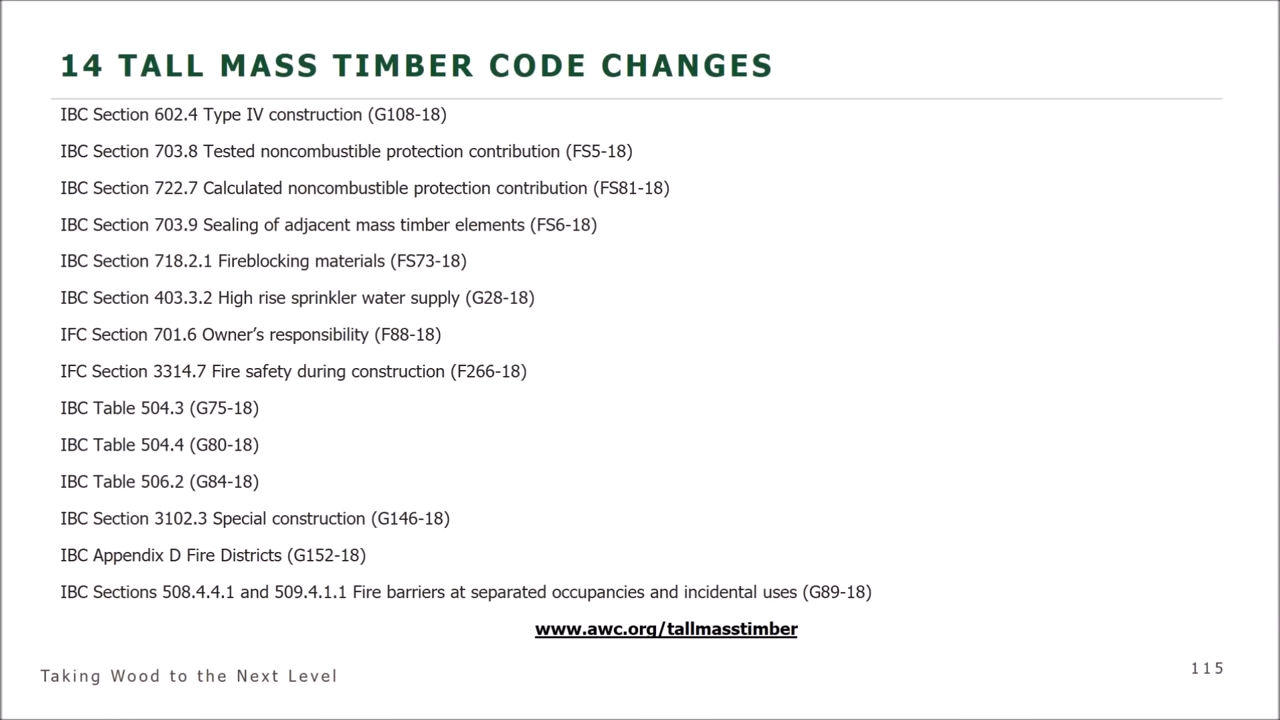 14 TALL MASS TIMBER CODE CHANGES
IBC Section 602.4 Type IV construction (G108-18)
IBC Section 703.8 Tested noncombustible protection contribution (FS5-18)
IBC Section 722.7 Calculated noncombustible protection contribution (FS81-18)
IBC Section 703.9 Sealing of adjacent mass timber elements (FS6-18)
IBC Section 718.2.1 Fireblocking materials (FS73-18)
IBC Section 403.3.2 High rise sprinkler water supply (G28-18)
IFC Section 701.6 Owner’s responsibility (F88-18)
IFC Section 3314.7 Fire safety during construction (F266-18)
IBC Table 504.3 (G75-18)
IBC Table 504.4 (G80-18)
IBC Table 506.2 (G84-18)
IBC Section 3102.3 Special construction (G146-18)
IBC Appendix D Fire Districts (G152-18)
IBC Sections 508.4.4.1 and 509.4.1.1 Fire barriers at separated occupancies and incidental uses (G89-18)
www.awc.org/tallmasstimber
Taking Wood to the Next Level
115